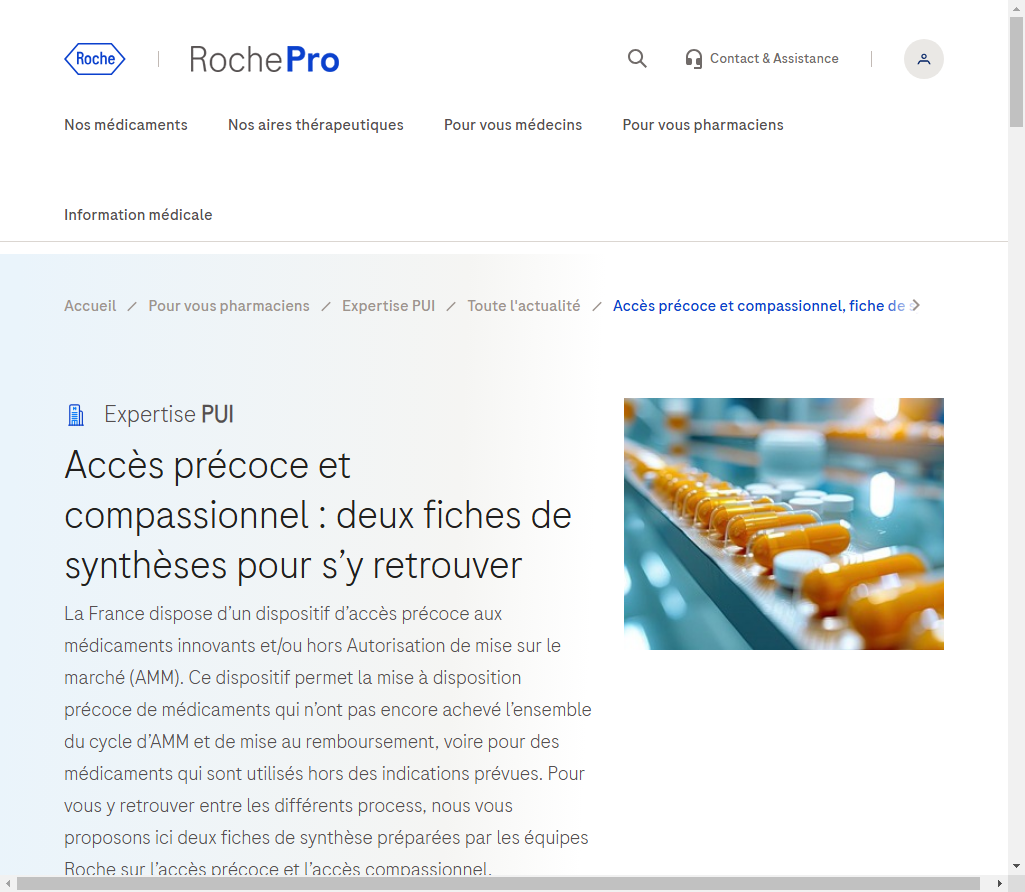 Roche
RochePro
Contact & Assistance
Nos médicaments
Nos aires thérapeutiques
Pour vous médecins
Pour vous pharmaciens
Information médicale
Accueil / Pour vous pharmaciens / Expertise PUI / Toute l'actualité / Accès précoce et compassionnel, fiche de
Expertise PUI
Accès précoce et
compassionnel : deux fiches de
synthèses pour s’y retrouver
La France dispose d’un dispositif d’accès précoce aux
médicaments innovants et/ou hors Autorisation de mise sur le
marché (AMM). Ce dispositif permet la mise à disposition
précoce de médicaments qui n’ont pas encore achevé l’ensemble
du cycle d’AMM et de mise au remboursement, voire pour des
médicaments qui sont utilisés hors des indications prévues. Pour
vous y retrouver entre les différents process, nous vous
proposons ici deux fiches de synthèse préparées par les équipes
Roche sur l’accès précoce et l’accès compassionnel.